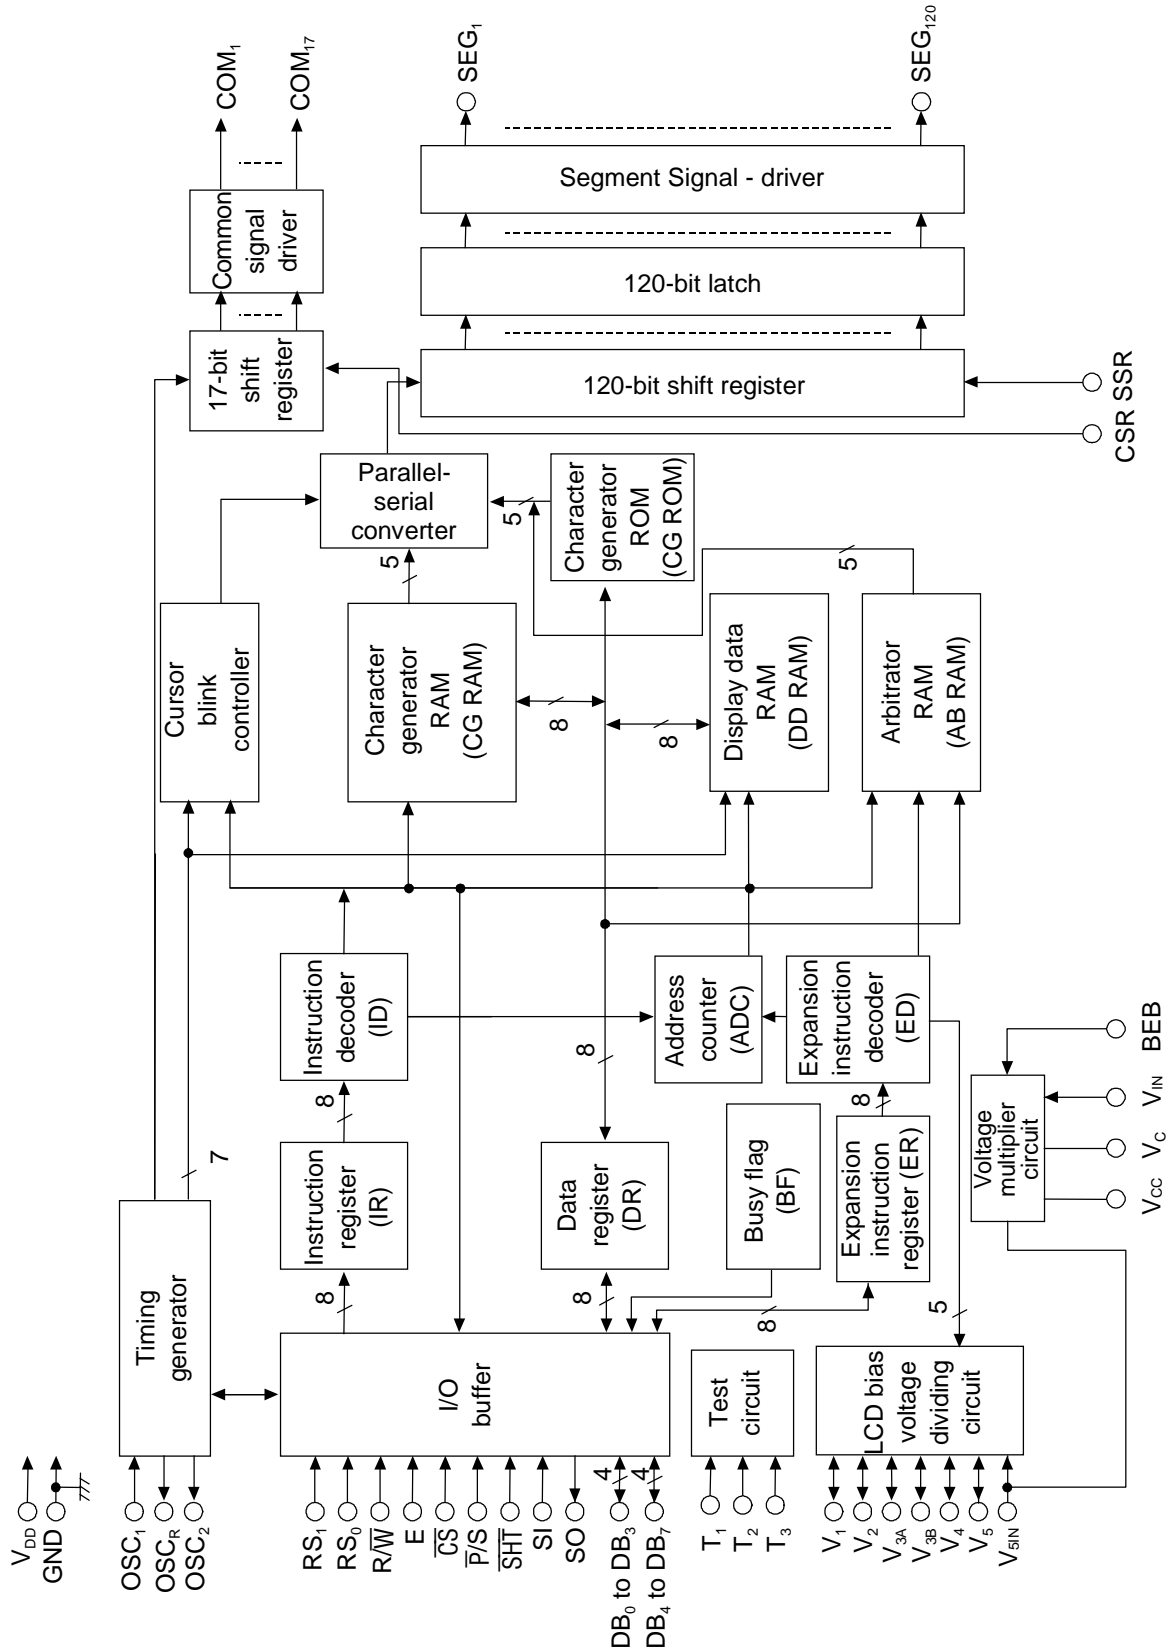 VDD
GND
OSC1
OSCR
OSC2
Timing
generator
7
RS1
RS0
R/W̅
E
C̅S̅
P̅/S
S̅H̅T̅
SI
SO
DB0 to DB3
4
DB4 to DB7
4
I/O
buffer
8
Instruction
register
(IR)
8
Instruction
decoder
(ID)
8
Data
register
(DR)
8
Busy flag
(BF)
8
Expansion
instruction
register (ER)
8
Expansion
instruction
decoder
(ED)
5
Address
counter
(ADC)
T1
T2
T3
Test
circuit
V1
V2
V3A
V3B
V4
V5
V5IN
LCD bias
voltage
dividing
circuit
Voltage
multiplier
circuit
VCC
VC
VIN
BEB
Cursor
blink
controller
Character
generator
RAM
(CG RAM)
5
8
Display data
RAM
(DD RAM)
8
Arbitrator
RAM
(AB RAM)
5
Character
generator
ROM
(CG ROM)
5
Parallel-
serial
converter
17-bit
shift
register
Common
signal
driver
COM1
COM17
120-bit shift register
120-bit latch
Segment Signal - driver
SEG1
SEG120
CSR
SSR